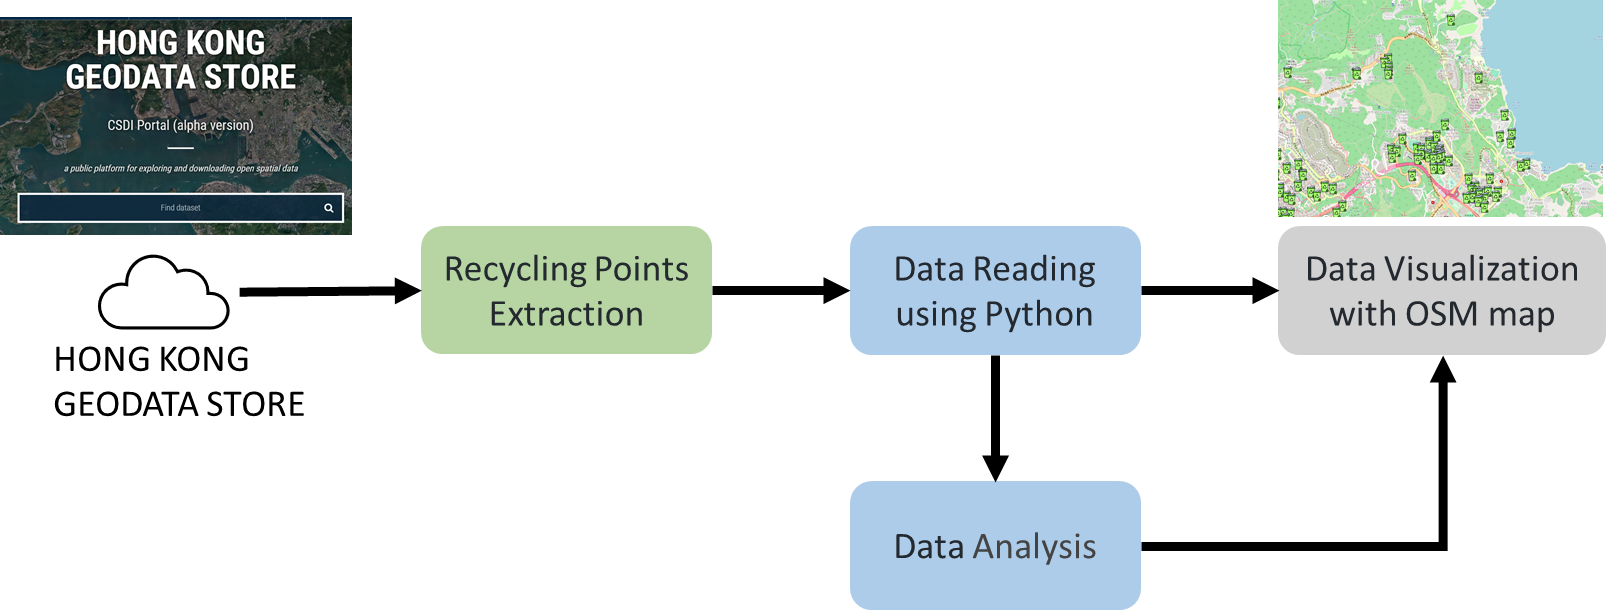 HONG KONG
GEODATA STORE
CSDI Portal (alpha version)
a public platform for exploring and downloading open spatial data
Find dataset
HONG KONG
GEODATA STORE
Recycling Points
Extraction
Data Reading
using Python
Data Visualization
with OSM map
Data Analysis